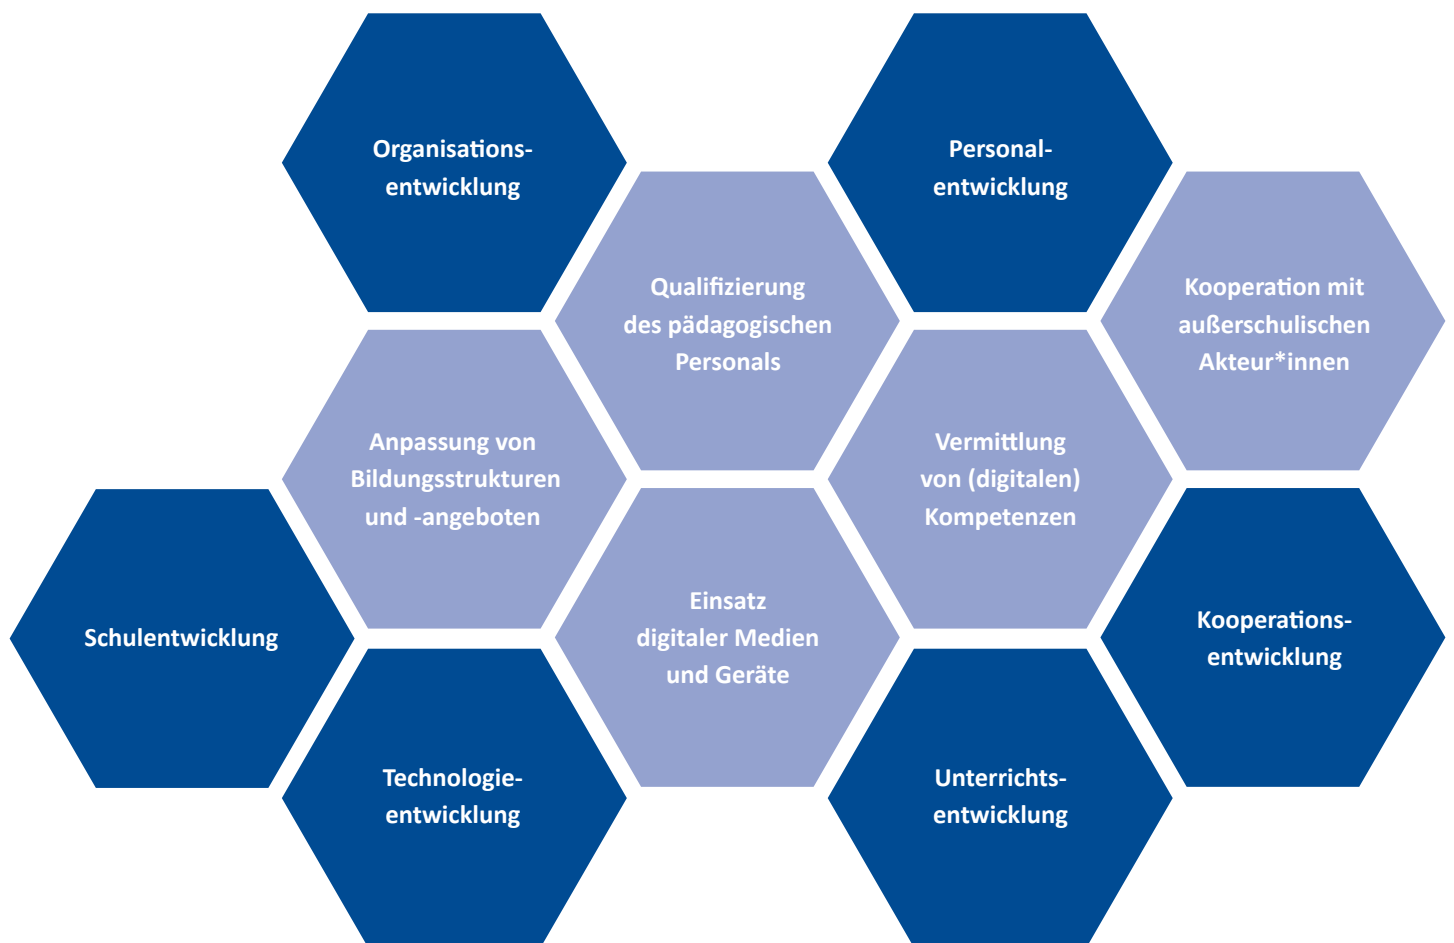 Organisations-
entwicklung
Personal-
entwicklung
Qualifizierung
des pädagogischen
Personals
Kooperation mit
außerschulischen
Akteur*innen
Anpassung von
Bildungsstrukturen
und -angeboten
Vermittlung
von (digitalen)
Kompetenzen
Schulentwicklung
Einsatz
digitaler Medien
und Geräte
Kooperations-
entwicklung
Technologie-
entwicklung
Unterrichts-
entwicklung